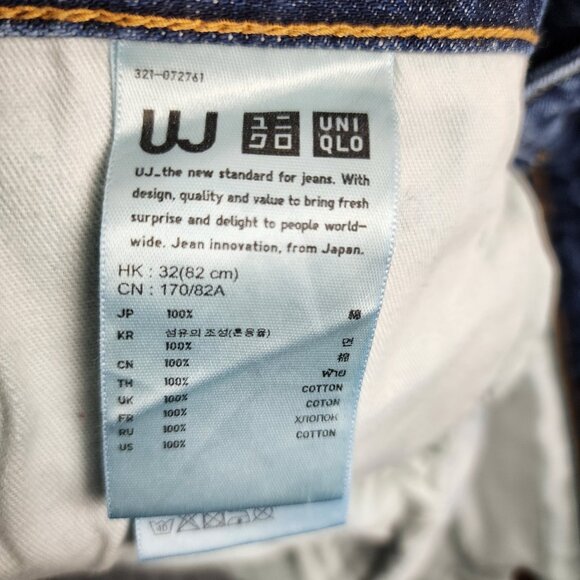 321-072761
UJ ユニクロ UNIQLO
UJ_the new standard for jeans. With
design, quality and value to bring fresh
surprise and delight to people world-
wide. Jean innovation, from Japan.
HK : 32(82 cm)
CN : 170/82A
JP 100% 綿
KR 섬유의 조성(혼용율)
100% 면
CN 100% 棉
TH 100% ฝ้าย
UK 100% COTTON
FR 100% COTON
RU 100% ХЛОПОК
US 100% COTTON
40